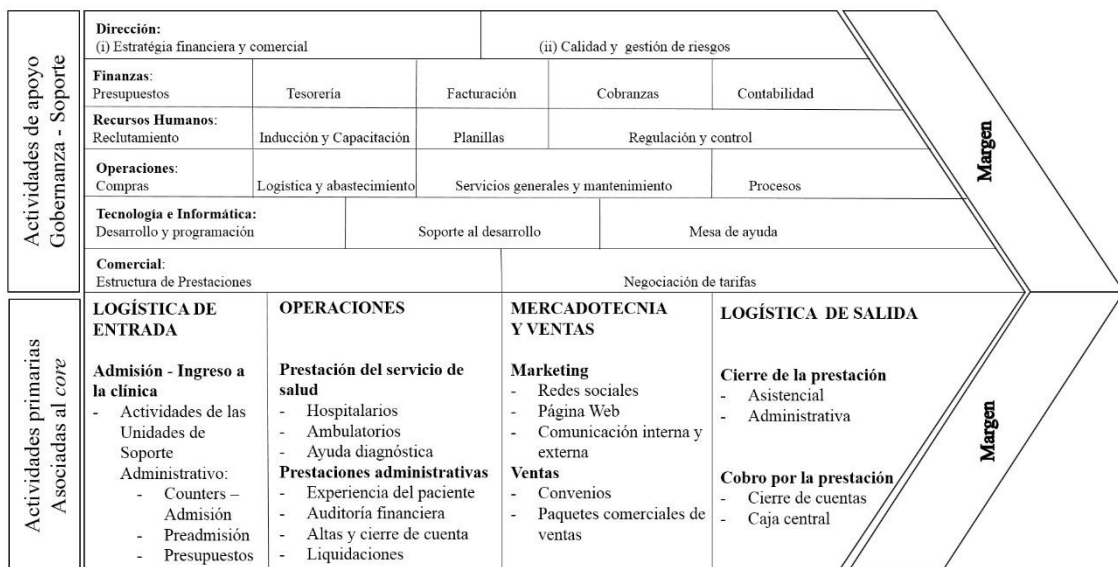 Actividades de apoyo
Gobernanza - Soporte
Dirección:
(i) Estratégia financiera y comercial
(ii) Calidad y gestión de riesgos
Finanzas:
Presupuestos
Tesorería
Facturación
Cobranzas
Contabilidad
Recursos Humanos:
Reclutamiento
Inducción y Capacitación
Planillas
Regulación y control
Operaciones:
Compras
Logística y abastecimiento
Servicios generales y mantenimiento
Procesos
Tecnología e Informática:
Desarrollo y programación
Soporte al desarrollo
Mesa de ayuda
Comercial:
Estructura de Prestaciones
Negociación de tarifas
Margen
Actividades primarias
Asociadas al core
LOGÍSTICA DE
ENTRADA
Admisión - Ingreso a
la clínica
- Actividades de las
Unidades de
Soporte
Administrativo:
- Counters –
Admisión
- Preadmisión
- Presupuestos
OPERACIONES
Prestación del servicio de
salud
- Hospitalarios
- Ambulatorios
- Ayuda diagnóstica
Prestaciones administrativas
- Experiencia del paciente
- Auditoría financiera
- Altas y cierre de cuenta
- Liquidaciones
MERCADOTECNIA
Y VENTAS
Marketing
- Redes sociales
- Página Web
- Comunicación interna y
externa
Ventas
- Convenios
- Paquetes comerciales de
ventas
LOGÍSTICA DE SALIDA
Cierre de la prestación
- Asistencial
- Administrativa
Cobro por la prestación
- Cierre de cuentas
- Caja central
Margen